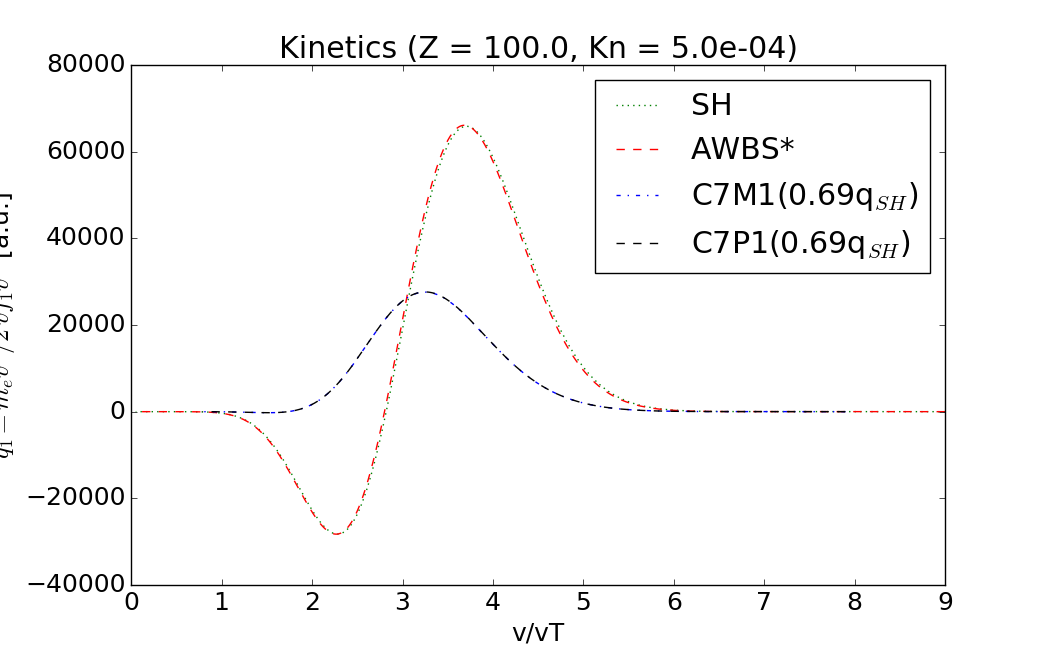 Kinetics (Z = 100.0, Kn = 5.0e-04)
80000
60000
40000
20000
0
−20000
−40000
[a.u.]
SH
AWBS*
C7M1(0.69q_SH)
C7P1(0.69q_SH)
0 1 2 3 4 5 6 7 8 9
v/vT